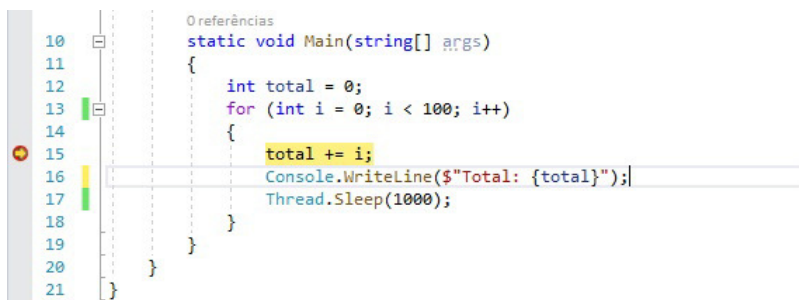 0 referências
10 static void Main(string[] args)
11 {
12 int total = 0;
13 for (int i = 0; i < 100; i++)
14 {
15 total += i;
16 Console.WriteLine($"Total: {total}");
17 Thread.Sleep(1000);
18 }
19 }
20 }
21 }